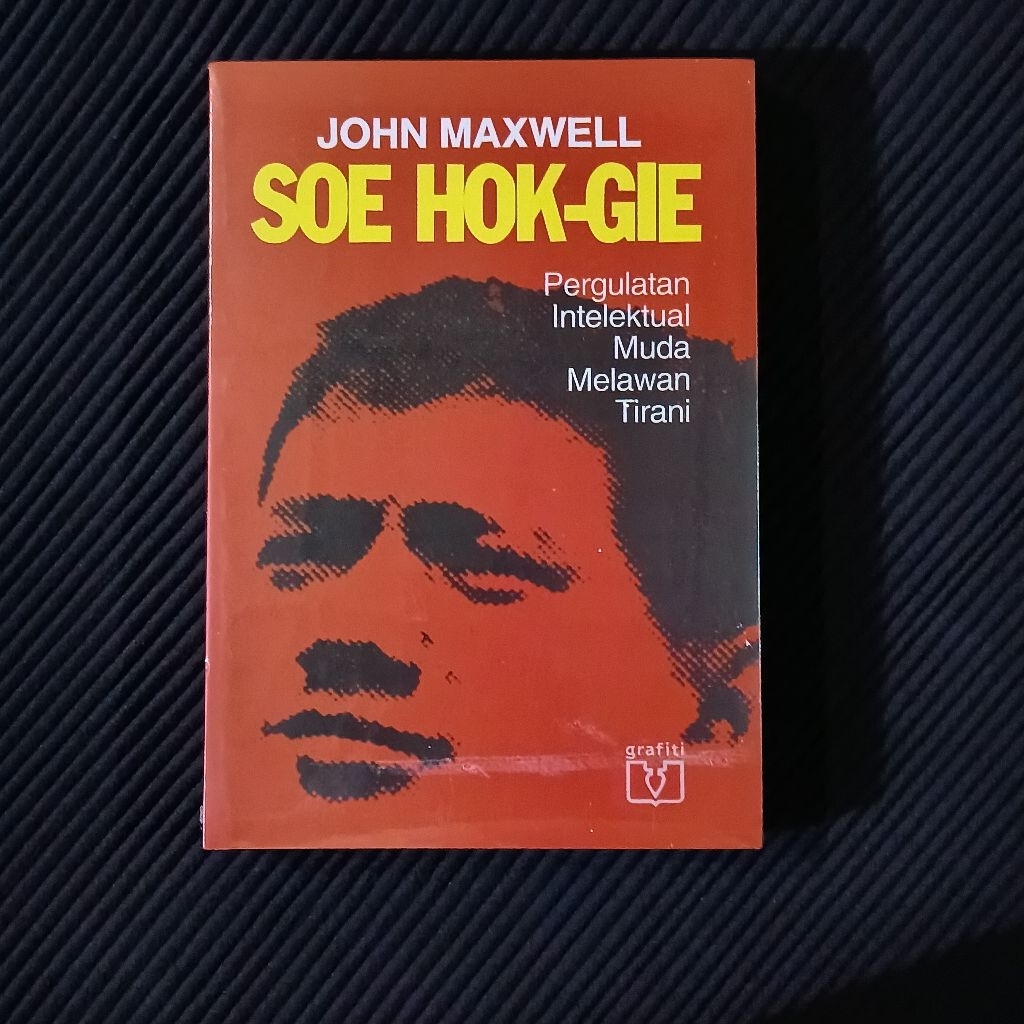 JOHN MAXWELL
SOE HOK-GIE
Pergulatan
Intelektual
Muda
Melawan
Tirani
grafiti